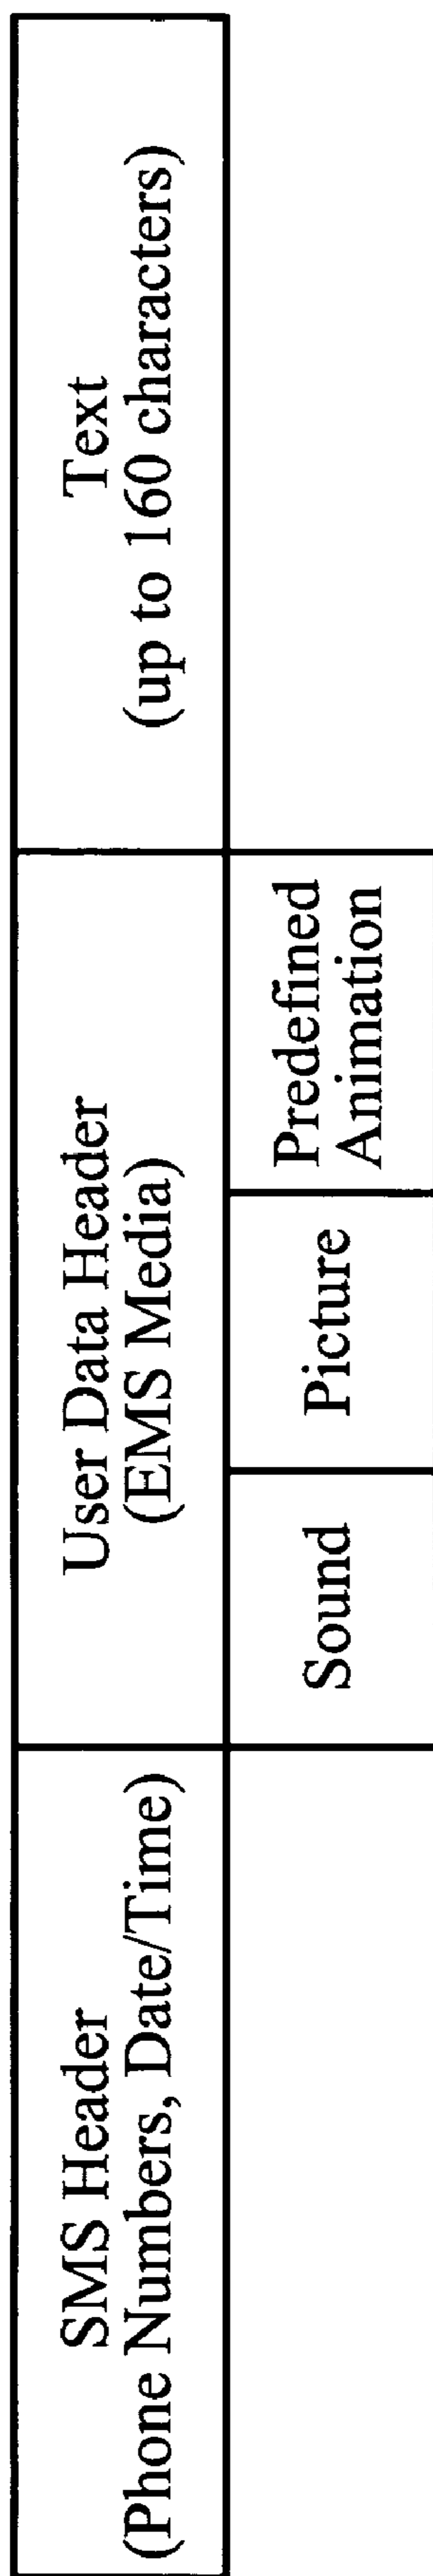 SMS Header
(Phone Numbers, Date/Time)
User Data Header
(EMS Media)
Text
(up to 160 characters)
Sound
Picture
Predefined
Animation